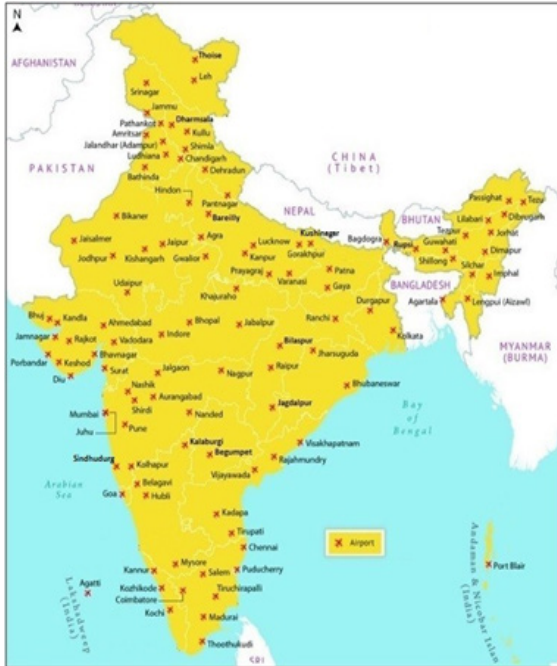 N
AFGHANISTAN
Thoise
Leh
Srinagar
Jammu
Pathankot
Dharmsala
Amritsar
Kullu
Jalandhar (Adampur)
Shimla
Ludhiana
Chandigarh
Bathinda
Dehradun
PAKISTAN
CHINA
(Tibet)
Hindon
Pantnagar
Bareilly
NEPAL
BHUTAN
Passighat
Tezu
Lilabari
Dibrugarh
Tezpur
Jorhat
Bikaner
Jaisalmer
Jaipur
Agra
Lucknow
Kushinagar
Bagdogra
Rupsi
Guwahati
Dimapur
Jodhpur
Kishangarh
Gwalior
Kanpur
Gorakhpur
Shillong
Silchar
Imphal
Prayagraj
Varanasi
Patna
Gaya
BANGLADESH
Udaipur
Khajuraho
Durgapur
Agartala
Lengpui (Aizawl)
Bhuj
Kandla
Ahmedabad
Bhopal
Jabalpur
Ranchi
Kolkata
MYANMAR
(BURMA)
Jamnagar
Rajkot
Vadodara
Indore
Bilaspur
Jharsuguda
Porbandar
Keshod
Bhavnagar
Diu
Surat
Jalgaon
Nagpur
Raipur
Bhubaneswar
Nashik
Aurangabad
Shirdi
Mumbai
Juhu
Pune
Nanded
Jagdalpur
Bay
of
Bengal
Kalaburgi
Begumpet
Visakhapatnam
Rajahmundry
Vijayawada
Sindhudurg
Kolhapur
Arabian
Sea
Belagavi
Goa
Hubli
Kadapa
Tirupati
Chennai
Airport
Puducherry
Port Blair
Andaman & Nicobar Islan
(India)
Lakshadweep
(India)
Agatti
Kannur
Mysore
Salem
Kozhikode
Coimbatore
Tiruchirapalli
Kochi
Madurai
Thoothukudi